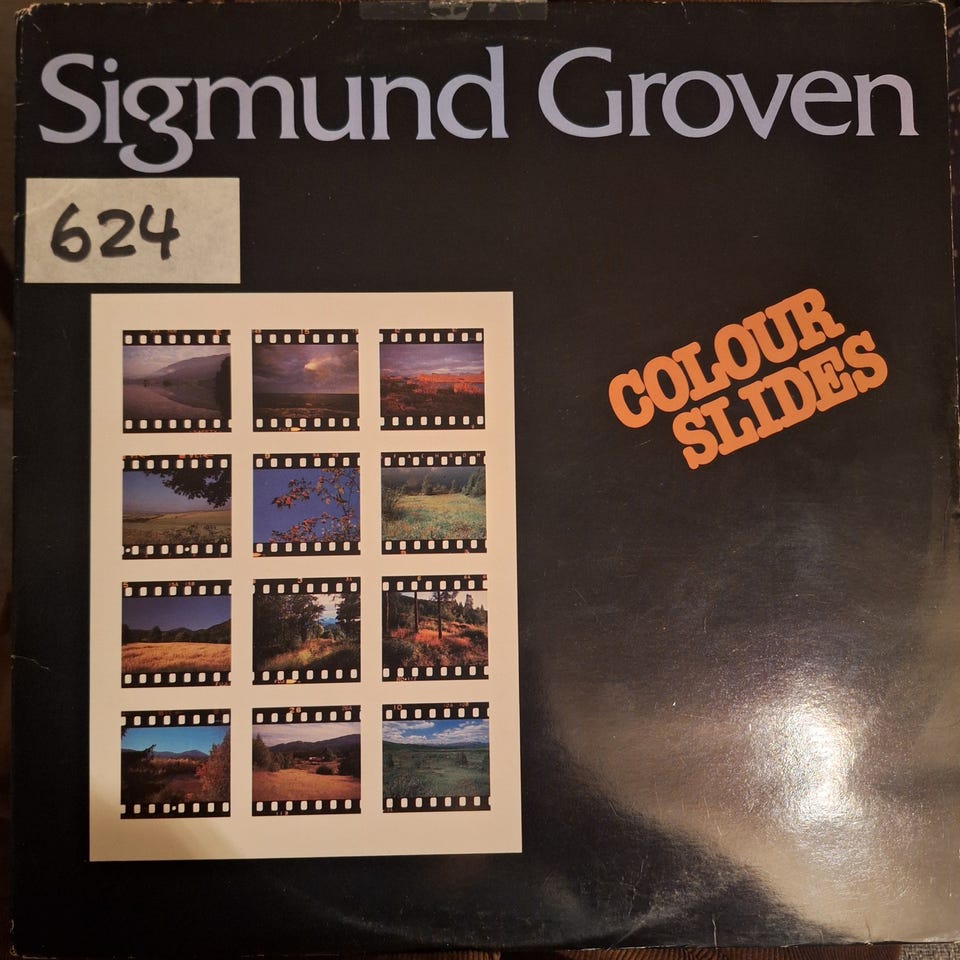 Sigmund Groven
624
COLOUR
SLIDES